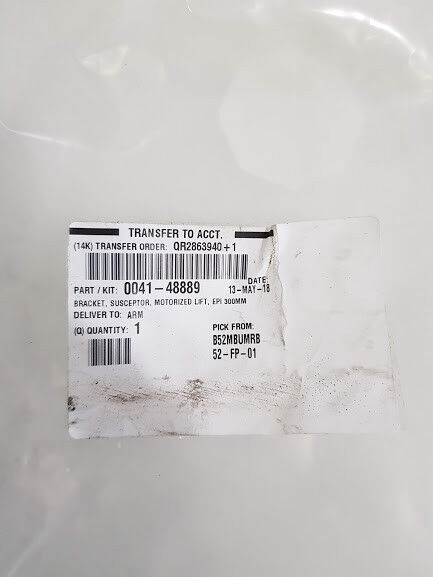 TRANSFER TO ACCT.
(14K) TRANSFER ORDER: QR2863940+1
DATE
PART / KIT: 0041-48889 13-MAY-18
BRACKET, SUSCEPTOR, MOTORIZED LIFT, EPI 300MM
DELIVER TO: ARM
(Q) QUANTITY: 1 PICK FROM:
B52MBUMRB
52-FP-01